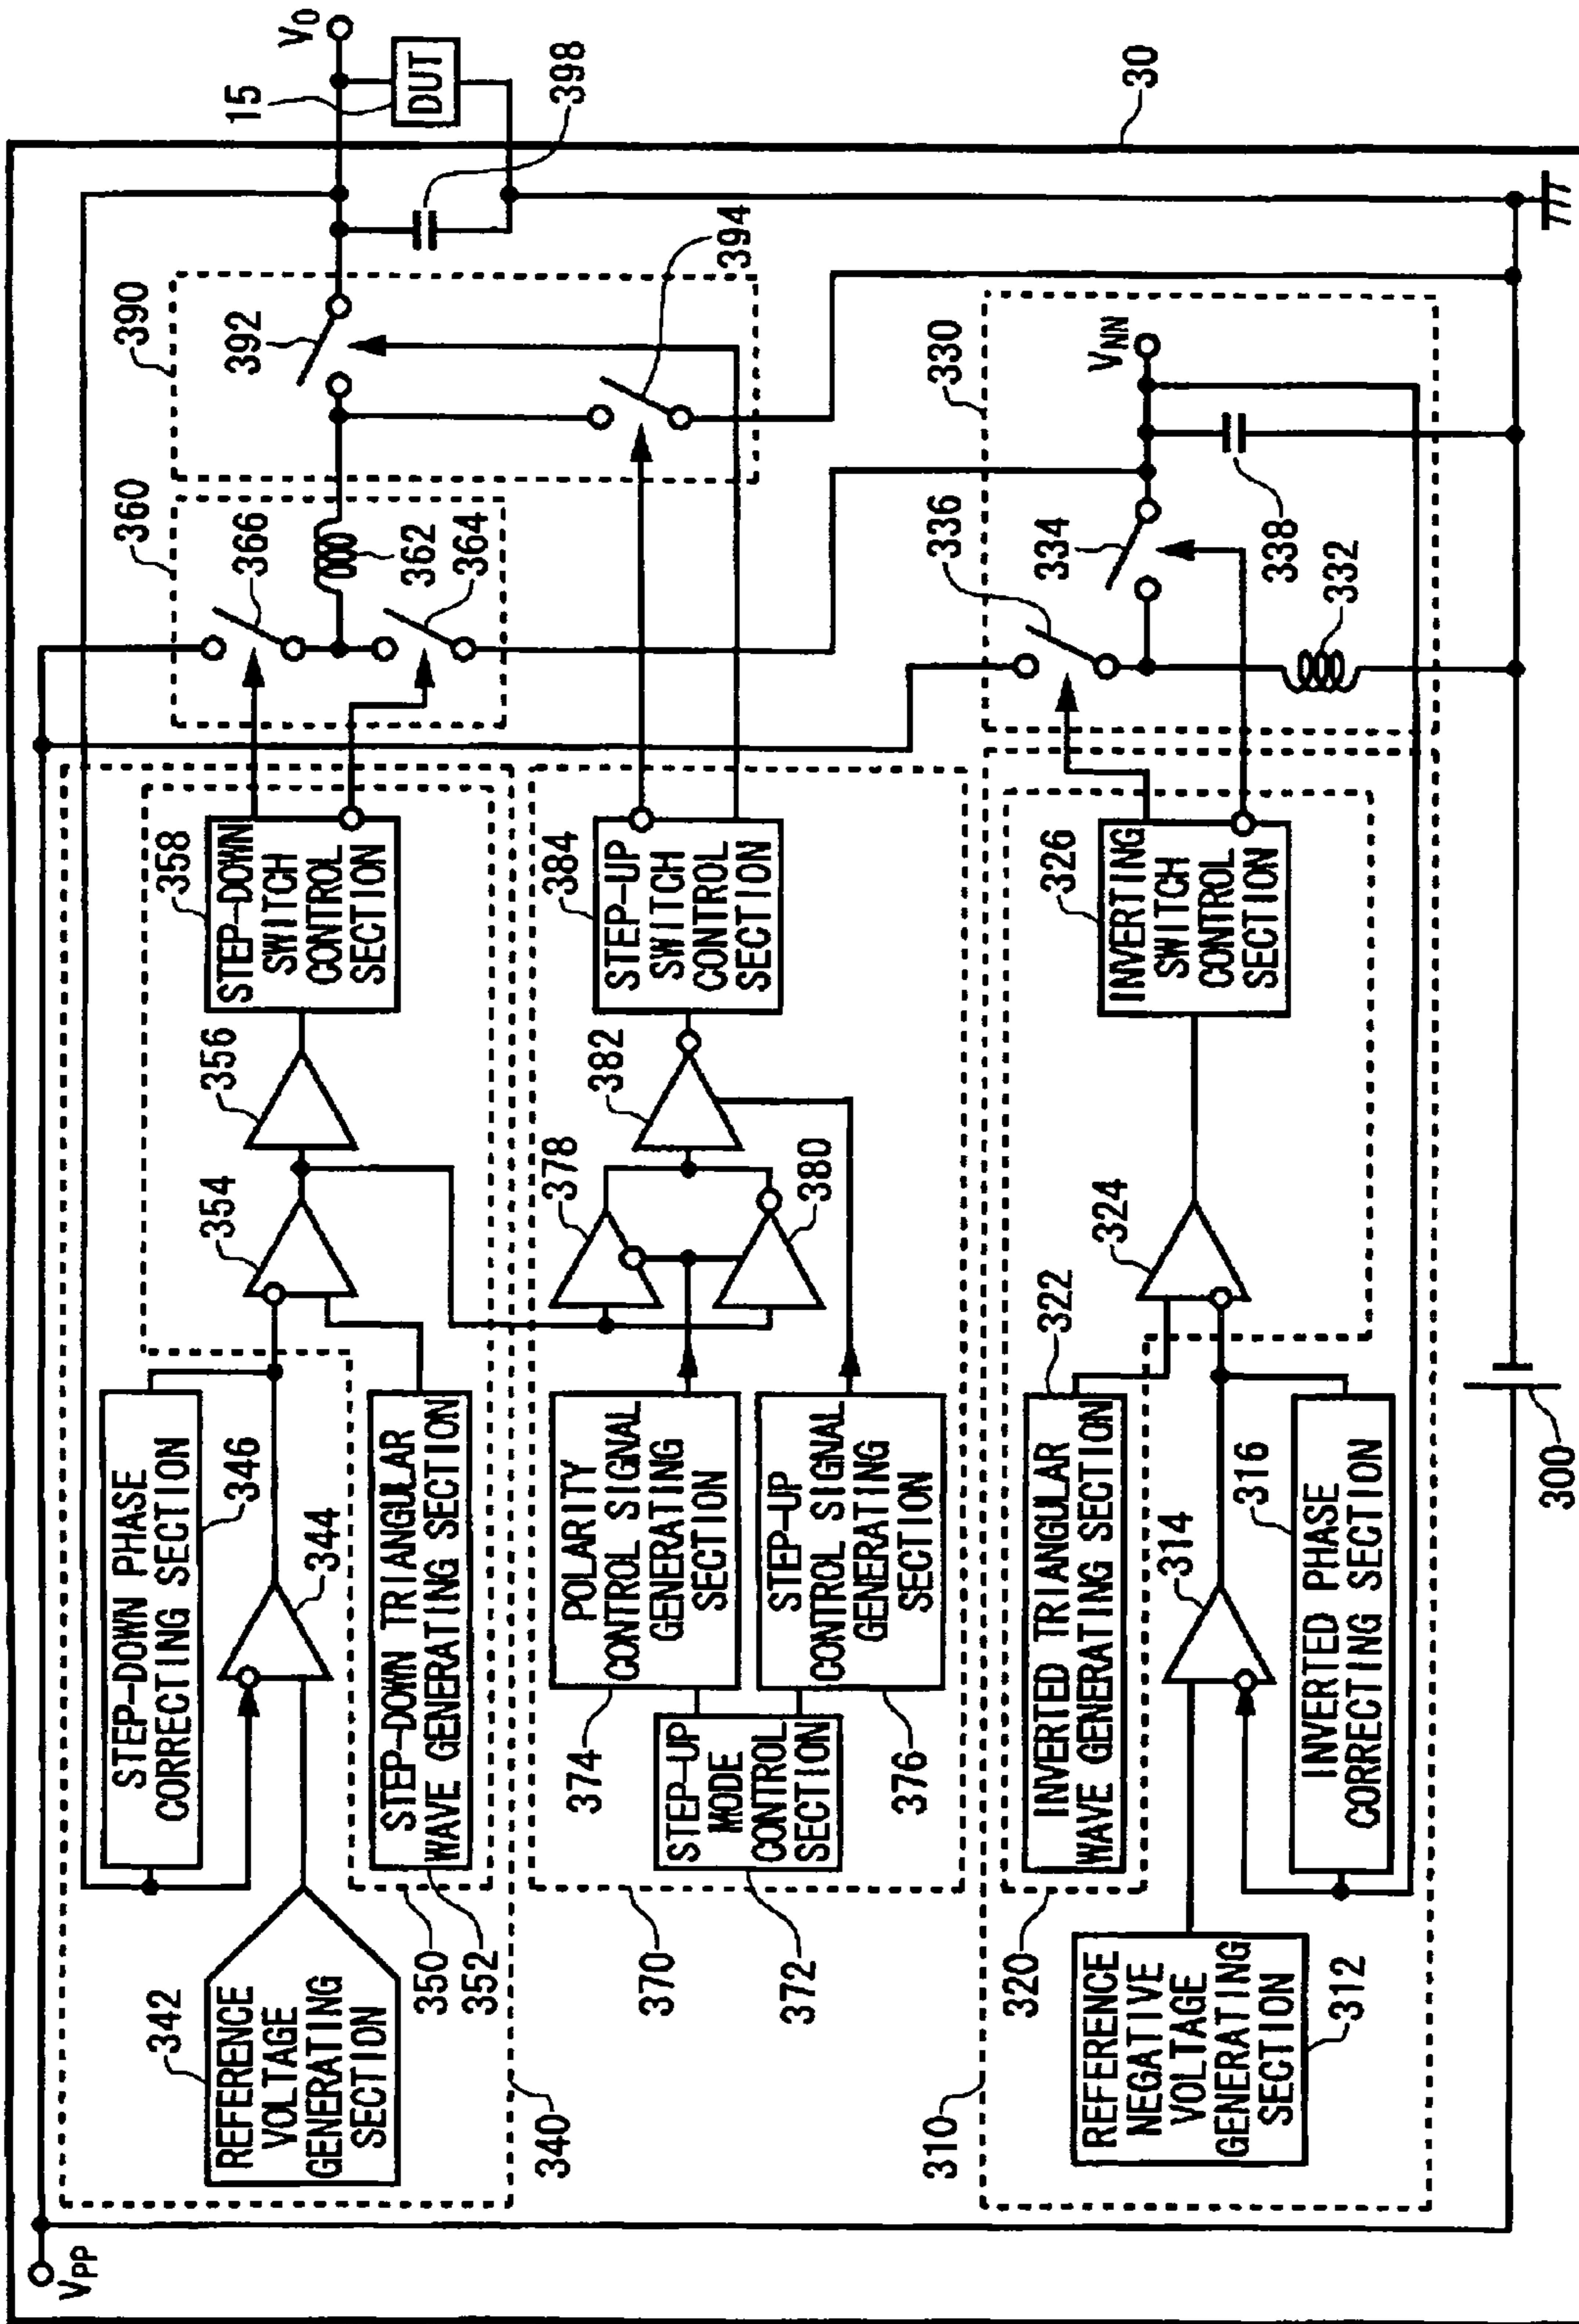 VPP
342
REFERENCE
VOLTAGE
GENERATING
SECTION
340
STEP-DOWN PHASE
CORRECTING SECTION
346
344
350
352
STEP-DOWN TRIANGULAR
WAVE GENERATING SECTION
354
356
358
STEP-DOWN
SWITCH
CONTROL
SECTION
360
366
362
364
390
392
394
398
15
DUT
VO
30
370
372
STEP-UP
MODE
CONTROL
SECTION
374
POLARITY
CONTROL SIGNAL
GENERATING
SECTION
376
STEP-UP
CONTROL SIGNAL
GENERATING
SECTION
378
380
382
384
STEP-UP
SWITCH
CONTROL
SECTION
310
312
REFERENCE
NEGATIVE
VOLTAGE
GENERATING
SECTION
320
322
INVERTED TRIANGULAR
WAVE GENERATING SECTION
314
316
INVERTED PHASE
CORRECTING SECTION
324
326
INVERTING
SWITCH
CONTROL
SECTION
330
336
334
338
332
VNN
300